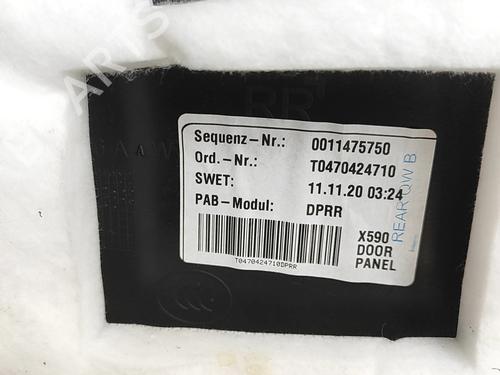 RR
Sequenz-Nr.: 0011475750
Ord.-Nr.: T0470424710
SWET: 11.11.20 03:24
PAB-Modul: DPRR
T0470424710DPRR
X590
DOOR
PANEL
REAR QW B